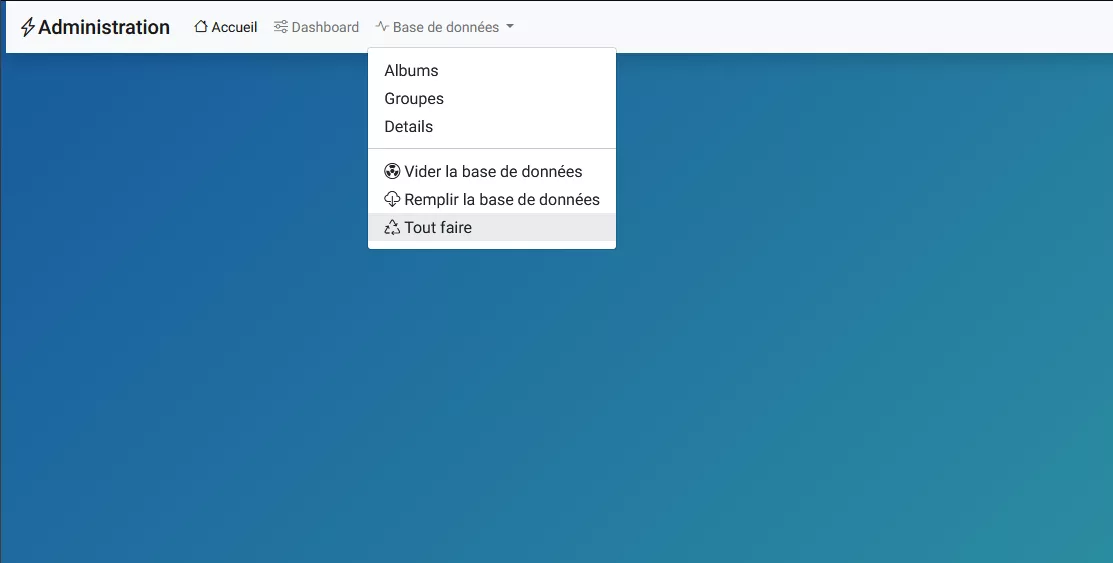 Administration Accueil Dashboard Base de données
Albums
Groupes
Details
Vider la base de données
Remplir la base de données
Tout faire